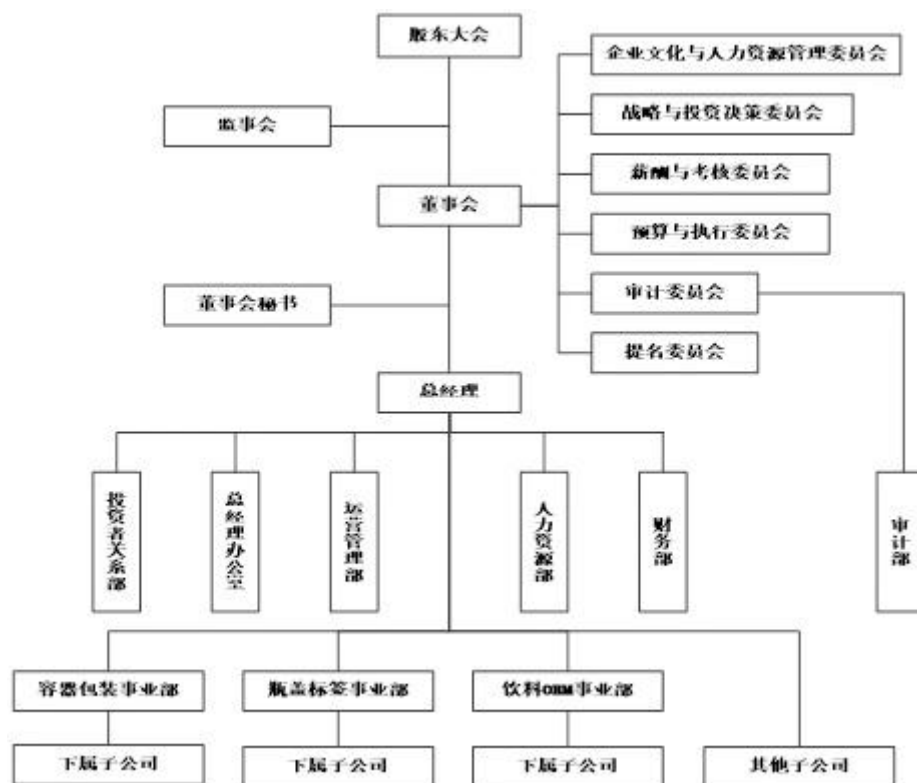 股东大会
企业文化与人力资源管理委员会
战略与投资决策委员会
监事会
薪酬与考核委员会
董事会
预算与执行委员会
审计委员会
董事会秘书
提名委员会
总经理
投资者关系部
总经理办公室
运营管理部
人力资源部
财务部
审计部
容器包装事业部
瓶盖标签事业部
饮料OEM事业部
下属子公司
下属子公司
下属子公司
其他子公司